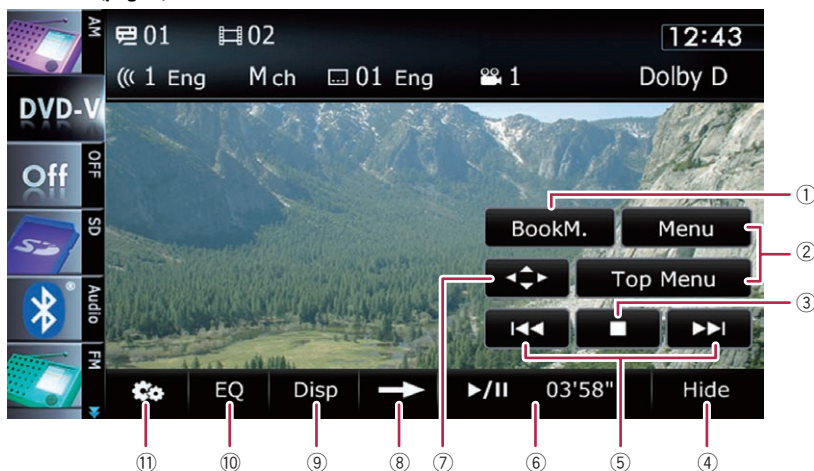 AM
01 02 12:43
1 Eng M ch 01 Eng 1 Dolby D
DVD-V
Off OFF
SD
Audio
FM
BookM. Menu
Top Menu
EQ Disp ▶/II 03'58" Hide
①
②
③
⑪ ⑩ ⑨ ⑧ ⑦ ⑥ ⑤ ④